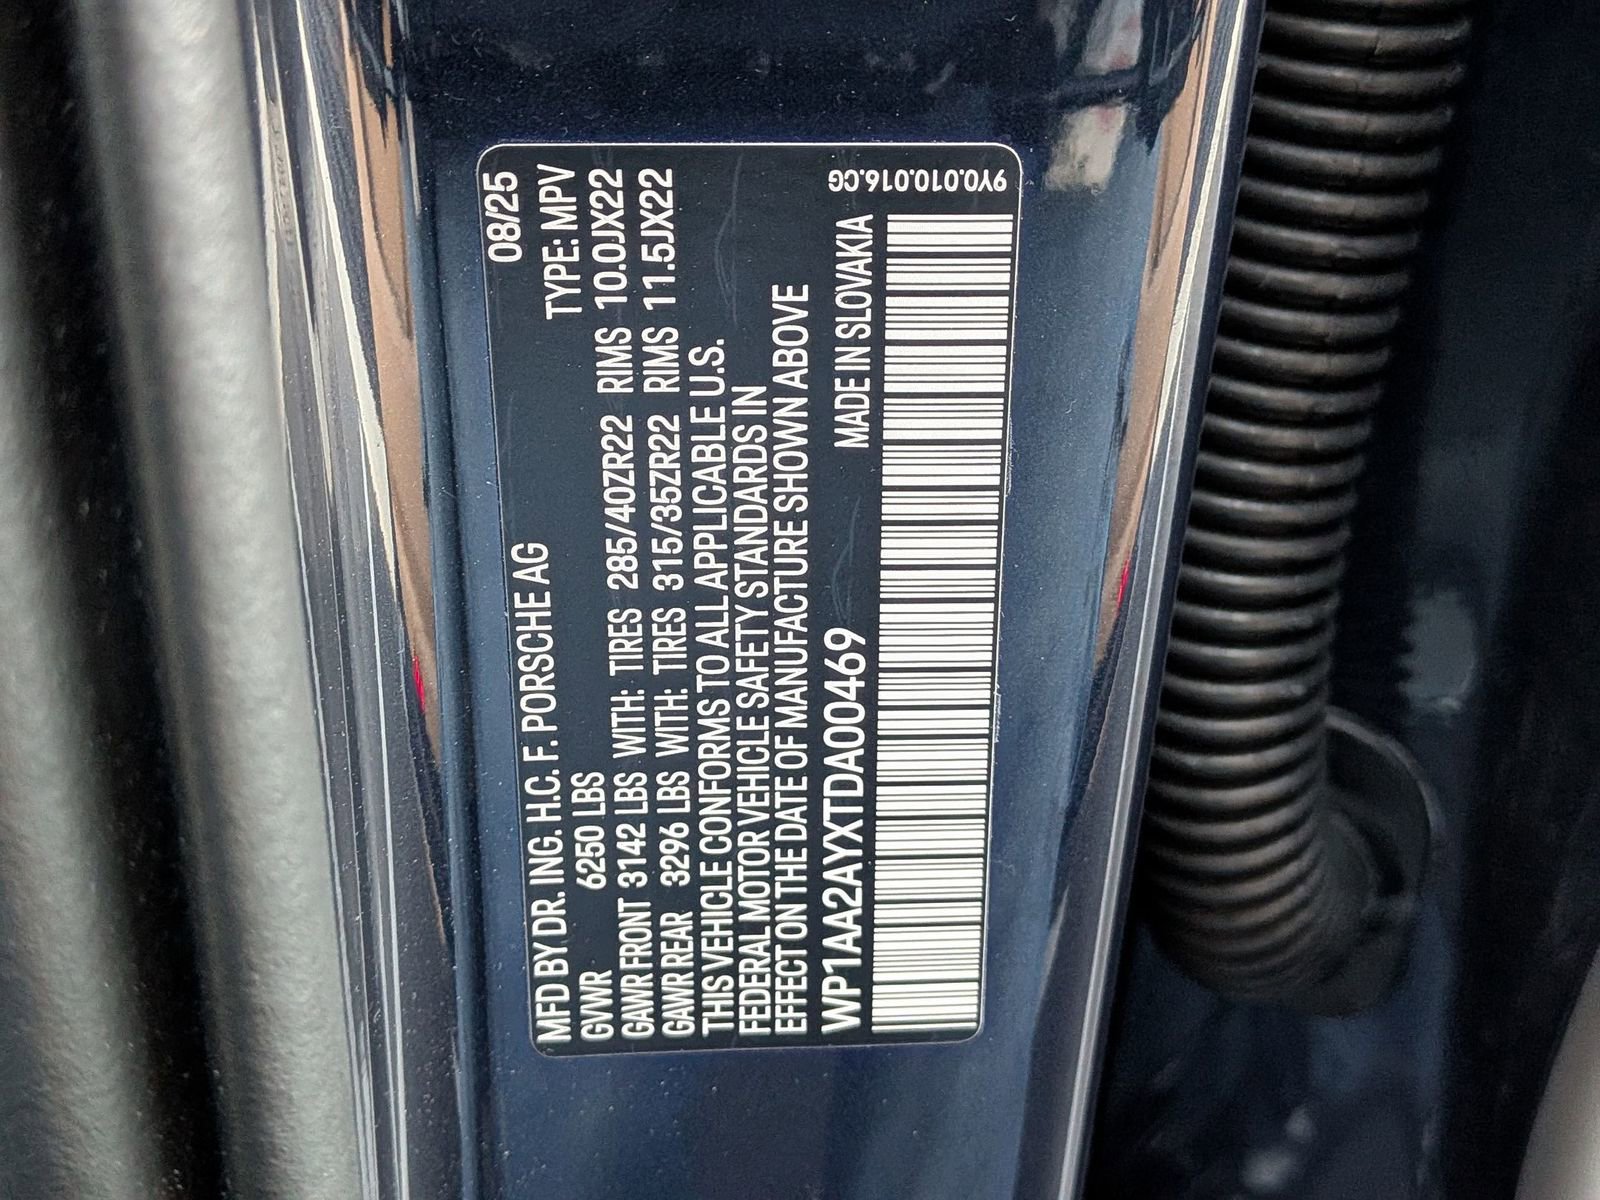 MFD BY DR. ING. H.C. F. PORSCHE AG 08/25
GVWR 6250 LBS TYPE: MPV
GAWR FRONT 3142 LBS WITH: TIRES 285/40ZR22 RIMS 10.0JX22
GAWR REAR 3296 LBS WITH: TIRES 315/35ZR22 RIMS 11.5JX22
THIS VEHICLE CONFORMS TO ALL APPLICABLE U.S.
FEDERAL MOTOR VEHICLE SAFETY STANDARDS IN
EFFECT ON THE DATE OF MANUFACTURE SHOWN ABOVE
WP1AA2AYXTDA00469 MADE IN SLOVAKIA
9Y0.010.016.CG